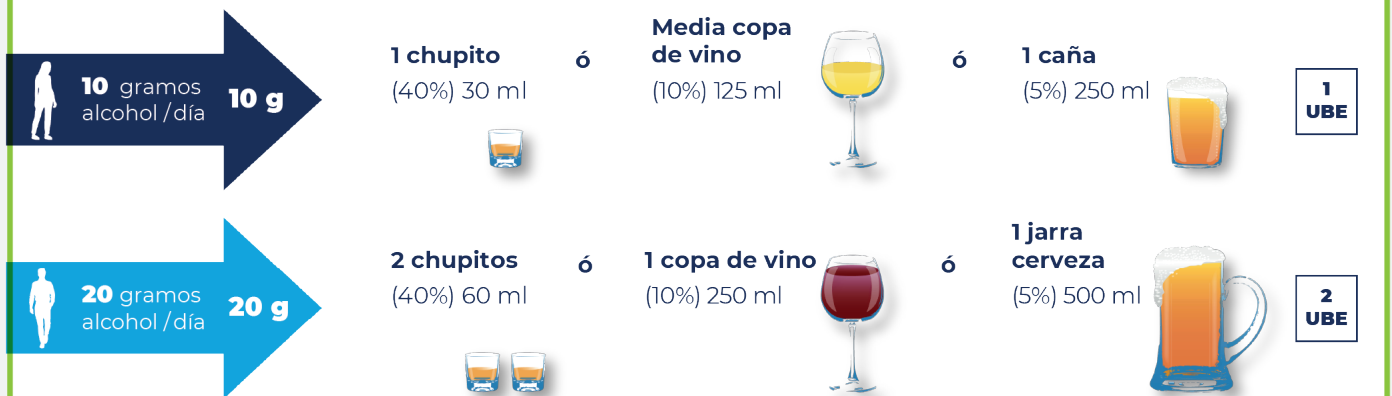 10 gramos
alcohol /día
10 g
1 chupito
(40%) 30 ml
ó
Media copa
de vino
(10%) 125 ml
ó
1 caña
(5%) 250 ml
1
UBE
20 gramos
alcohol /día
20 g
2 chupitos
(40%) 60 ml
ó
1 copa de vino
(10%) 250 ml
ó
1 jarra
cerveza
(5%) 500 ml
2
UBE